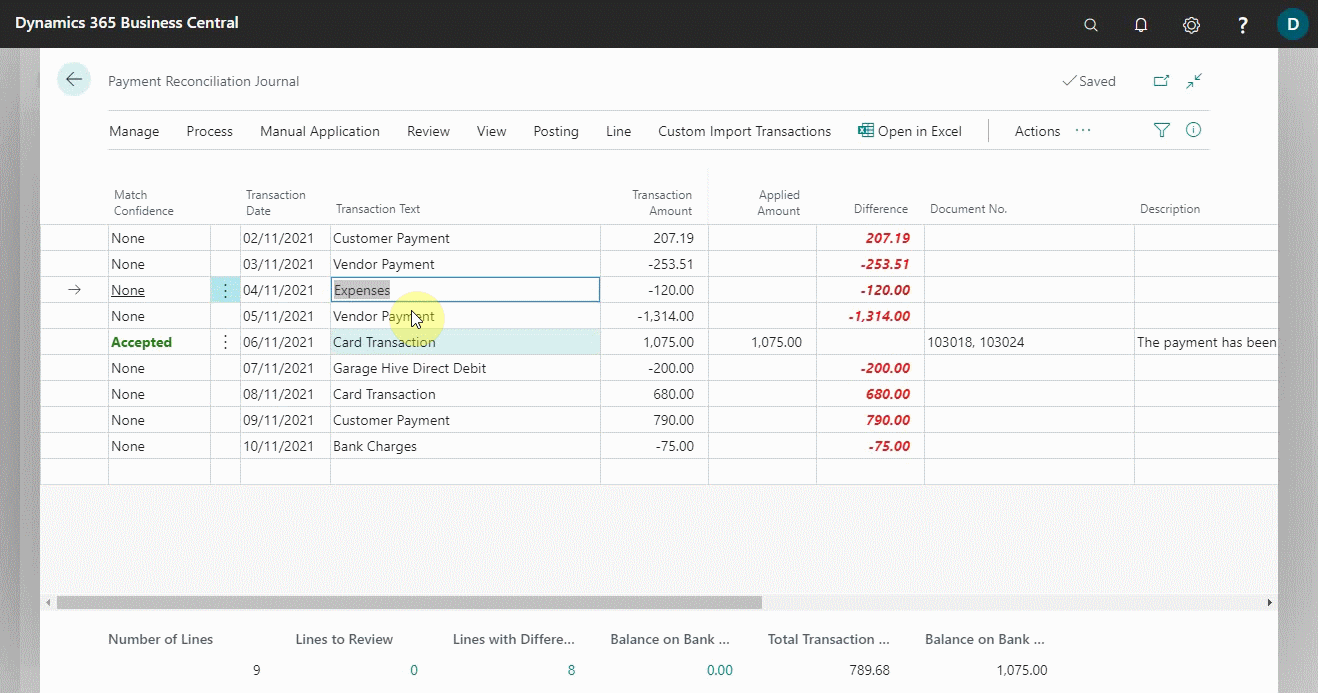 Dynamics 365 Business Central
?
D
Payment Reconciliation Journal
Saved
Manage Process Manual Application Review View Posting Line Custom Import Transactions Open in Excel Actions ...
Match Confidence Transaction Date Transaction Text Transaction Amount Applied Amount Difference Document No. Description
None 02/11/2021 Customer Payment 207.19 207.19
None 03/11/2021 Vendor Payment -253.51 -253.51
None 04/11/2021 Expenses -120.00 -120.00
None 05/11/2021 Vendor Payment -1,314.00 -1,314.00
Accepted 06/11/2021 Card Transaction 1,075.00 1,075.00 103018, 103024 The payment has been
None 07/11/2021 Garage Hive Direct Debit -200.00 -200.00
None 08/11/2021 Card Transaction 680.00 680.00
None 09/11/2021 Customer Payment 790.00 790.00
None 10/11/2021 Bank Charges -75.00 -75.00
Number of Lines Lines to Review Lines with Differe... Balance on Bank ... Total Transaction ... Balance on Bank ...
9 0 8 0.00 789.68 1,075.00